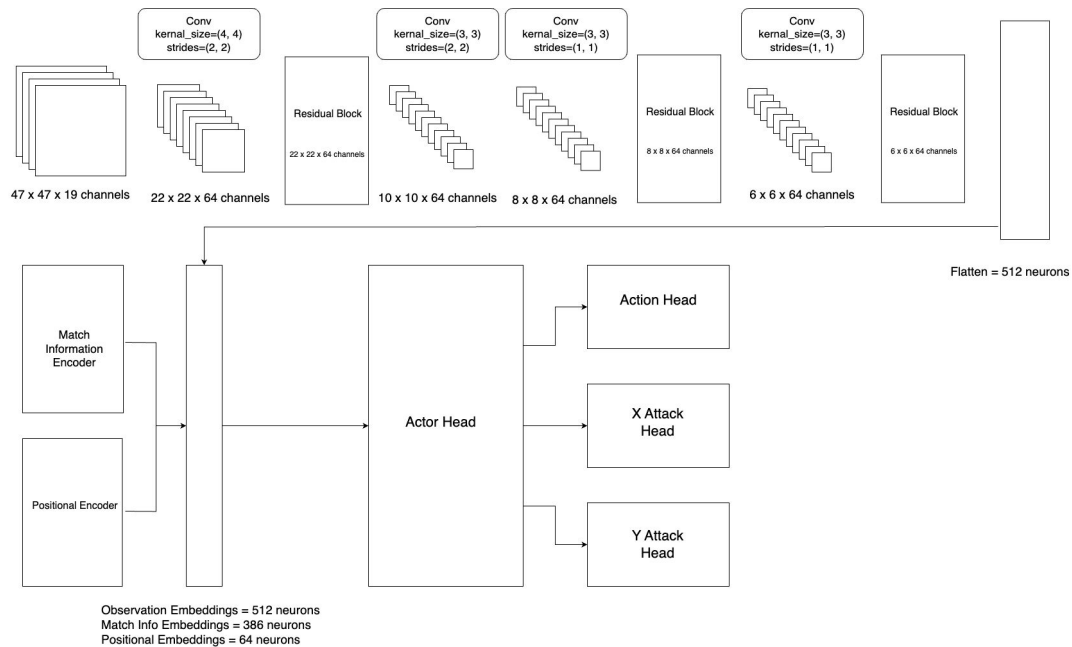 Conv
kernal_size=(4, 4)
strides=(2, 2)
Conv
kernal_size=(3, 3)
strides=(2, 2)
Conv
kernal_size=(3, 3)
strides=(1, 1)
Conv
kernal_size=(3, 3)
strides=(1, 1)
Residual Block
22 x 22 x 64 channels
Residual Block
8 x 8 x 64 channels
Residual Block
6 x 6 x 64 channels
47 x 47 x 19 channels
22 x 22 x 64 channels
10 x 10 x 64 channels
8 x 8 x 64 channels
6 x 6 x 64 channels
Flatten = 512 neurons
Match
Information
Encoder
Positional Encoder
Actor Head
Action Head
X Attack
Head
Y Attack
Head
Observation Embeddings = 512 neurons
Match Info Embeddings = 386 neurons
Positional Embeddings = 64 neurons